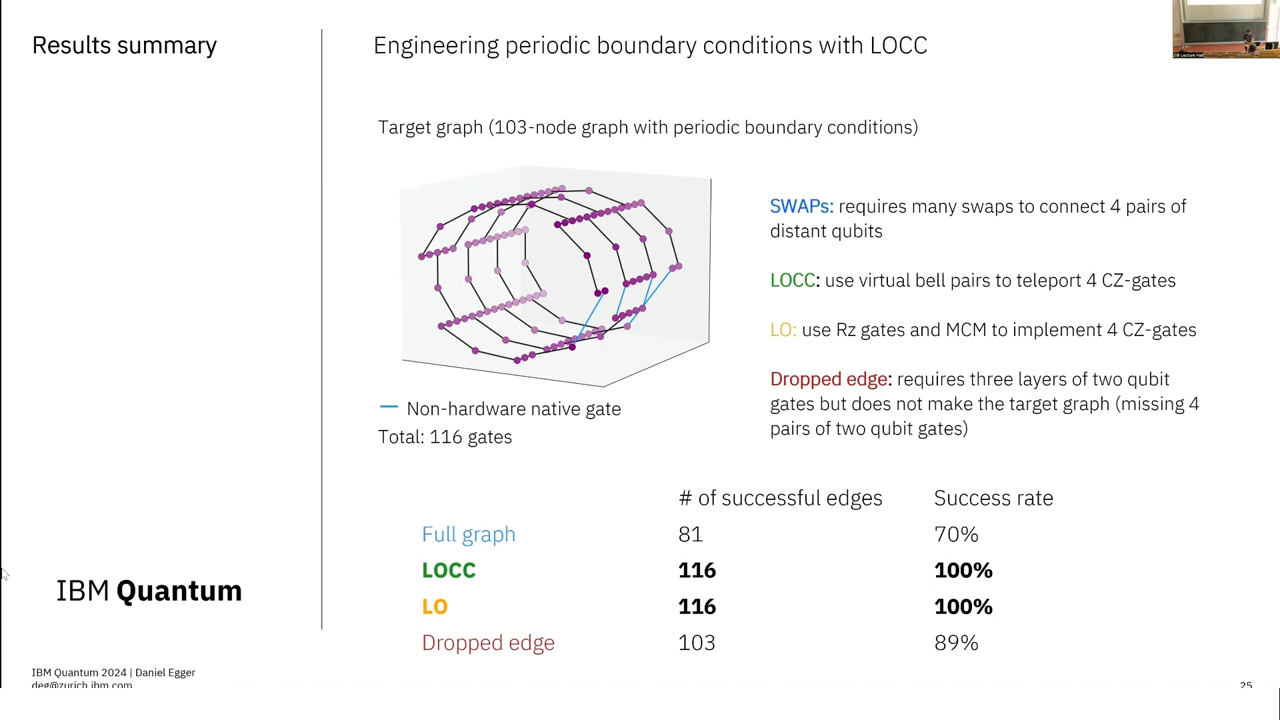 Results summary
Engineering periodic boundary conditions with LOCC
Target graph (103-node graph with periodic boundary conditions)
SWAPs: requires many swaps to connect 4 pairs of
distant qubits
LOCC: use virtual bell pairs to teleport 4 CZ-gates
LO: use Rz gates and MCM to implement 4 CZ-gates
Dropped edge: requires three layers of two qubit
gates but does not make the target graph (missing 4
pairs of two qubit gates)
Non-hardware native gate
Total: 116 gates
# of successful edges Success rate
Full graph 81 70%
LOCC 116 100%
LO 116 100%
Dropped edge 103 89%
IBM Quantum
IBM Quantum 2024 | Daniel Egger
deg@zurich.ibm.com
25